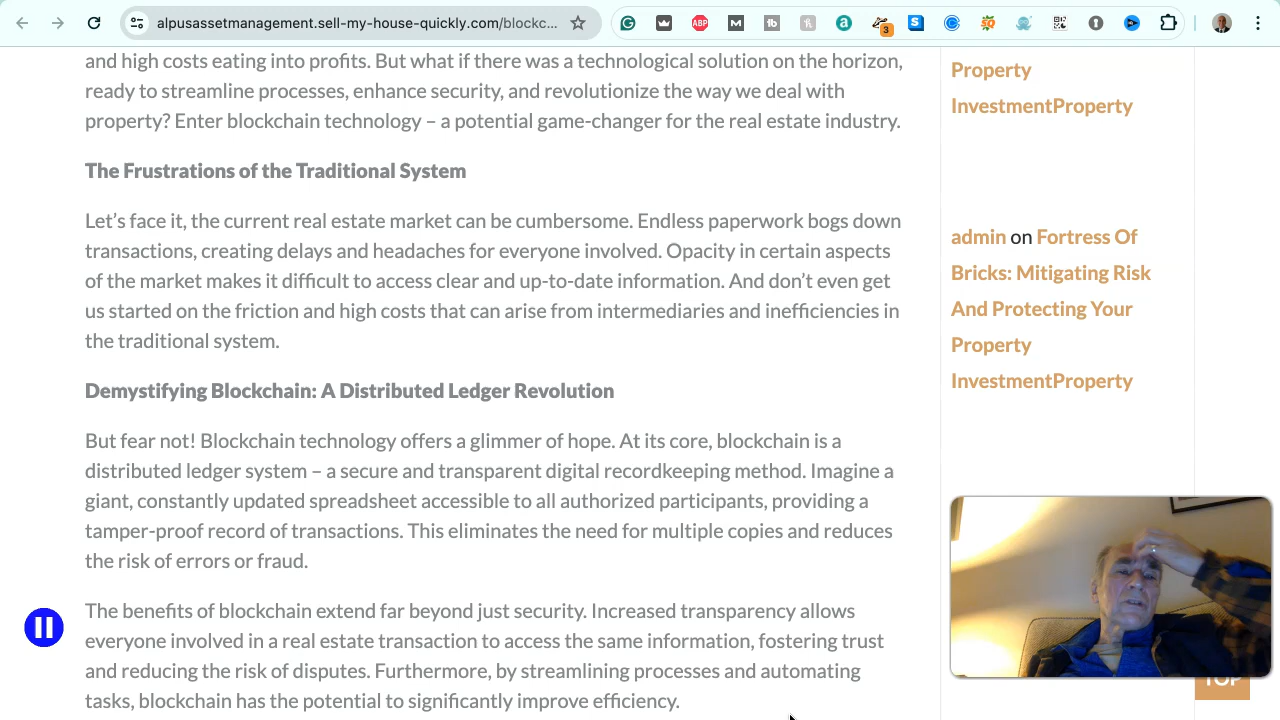 alpusassetmanagement.sell-my-house-quickly.com/blockc...
ABP
3
and high costs eating into profits. But what if there was a technological solution on the horizon,
ready to streamline processes, enhance security, and revolutionize the way we deal with
property? Enter blockchain technology – a potential game-changer for the real estate industry.
The Frustrations of the Traditional System
Let’s face it, the current real estate market can be cumbersome. Endless paperwork bogs down
transactions, creating delays and headaches for everyone involved. Opacity in certain aspects
of the market makes it difficult to access clear and up-to-date information. And don’t even get
us started on the friction and high costs that can arise from intermediaries and inefficiencies in
the traditional system.
Demystifying Blockchain: A Distributed Ledger Revolution
But fear not! Blockchain technology offers a glimmer of hope. At its core, blockchain is a
distributed ledger system – a secure and transparent digital recordkeeping method. Imagine a
giant, constantly updated spreadsheet accessible to all authorized participants, providing a
tamper-proof record of transactions. This eliminates the need for multiple copies and reduces
the risk of errors or fraud.
The benefits of blockchain extend far beyond just security. Increased transparency allows
everyone involved in a real estate transaction to access the same information, fostering trust
and reducing the risk of disputes. Furthermore, by streamlining processes and automating
tasks, blockchain has the potential to significantly improve efficiency.
Property
InvestmentProperty
admin on Fortress Of
Bricks: Mitigating Risk
And Protecting Your
Property
InvestmentProperty
TOP